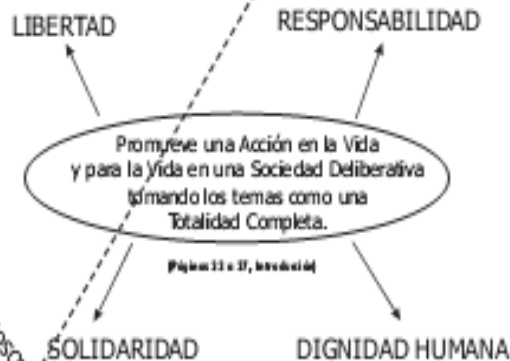 LIBERTAD
RESPONSABILIDAD
Promueve una Acción en la Vida
y para la Vida en una Sociedad Deliberativa
tomando los temas como una
Totalidad Completa.
Introducción)
SOLIDARIDAD
DIGNIDAD HUMANA